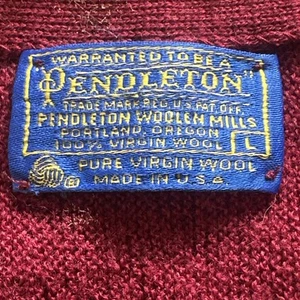 "WARRANTED TO BE A
"PENDLETON"
TRADE MARK REG. U.S. PAT. OFF.
PENDLETON WOOLEN MILLS
PORTLAND, OREGON
100% VIRGIN WOOL L
PURE VIRGIN WOOL
® MADE IN U.S.A.